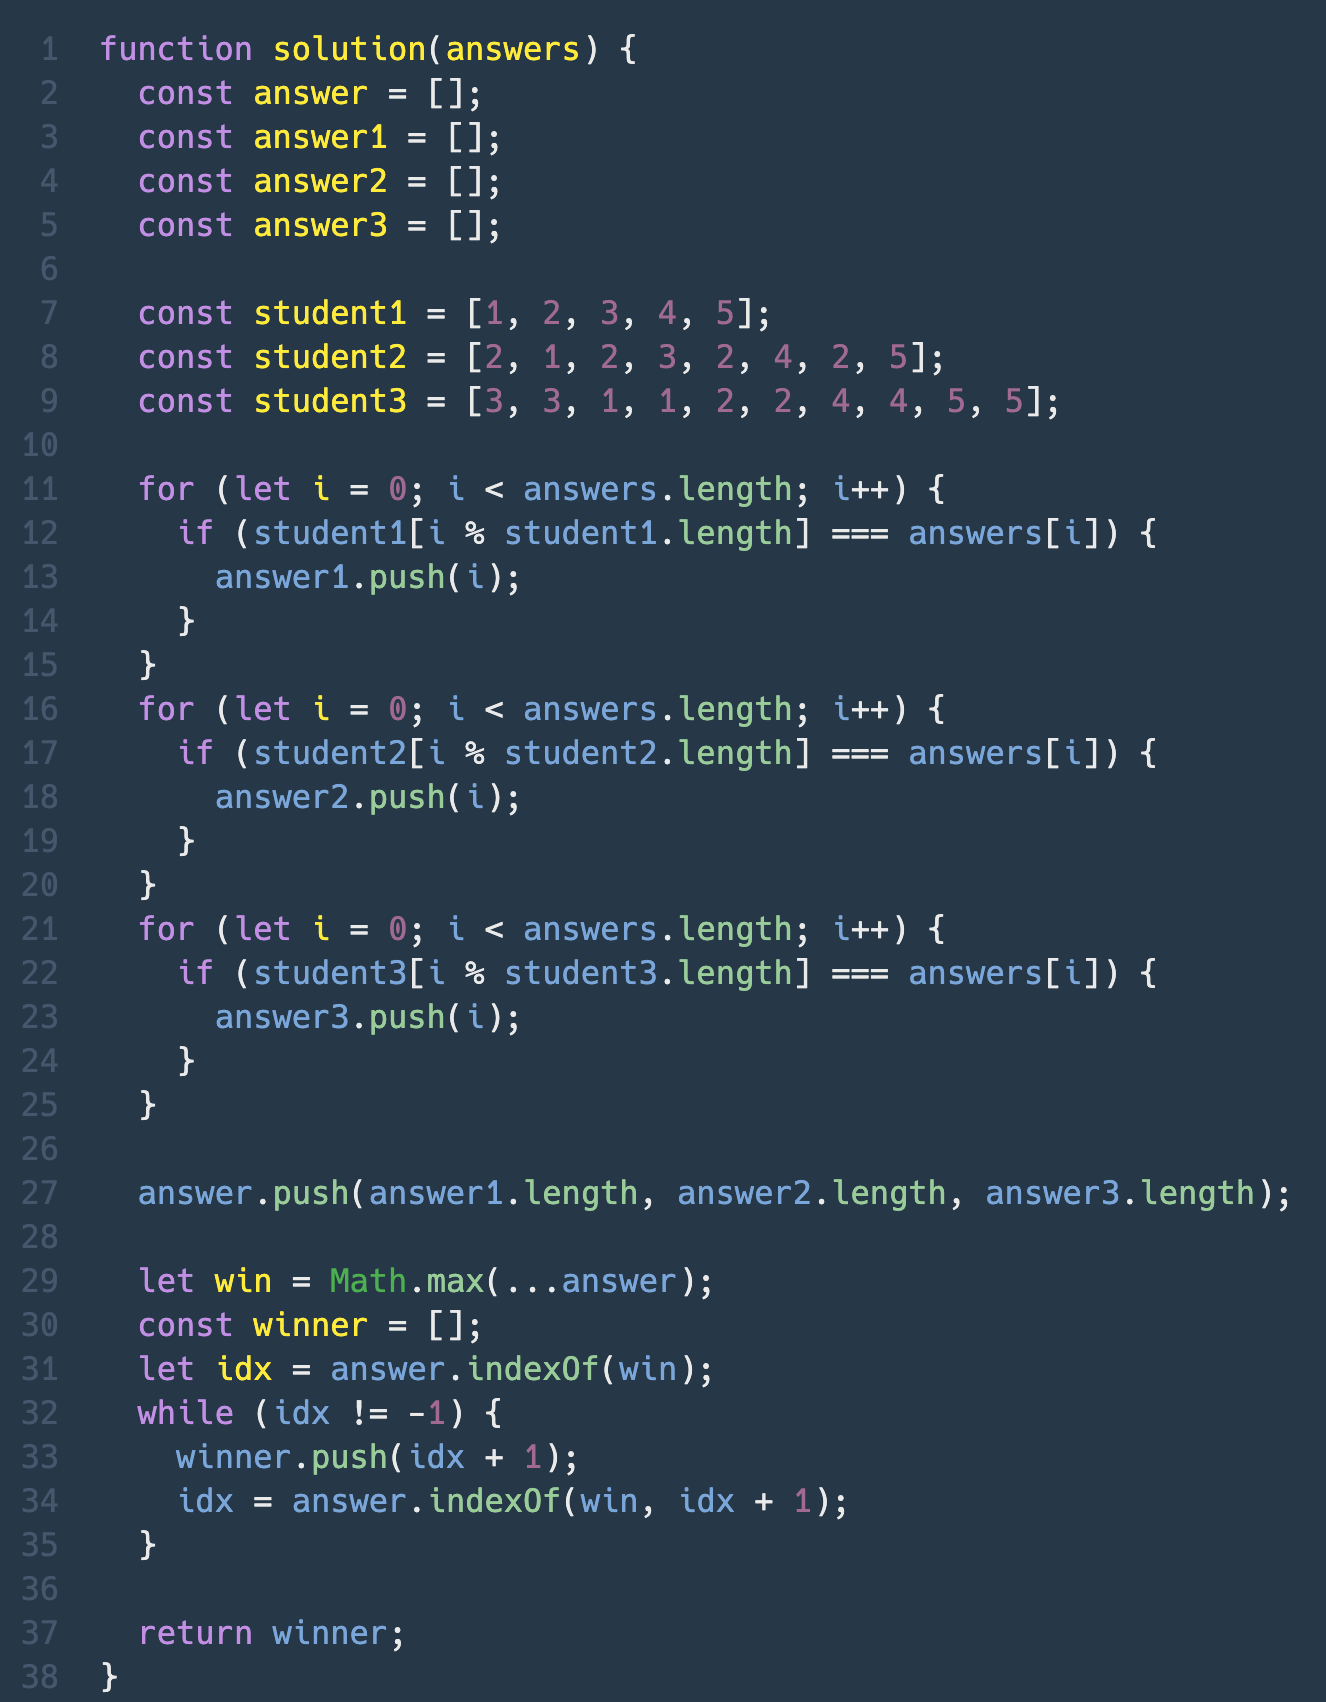 1 function solution(answers) {
2   const answer = [];
3   const answer1 = [];
4   const answer2 = [];
5   const answer3 = [];
6
7   const student1 = [1, 2, 3, 4, 5];
8   const student2 = [2, 1, 2, 3, 2, 4, 2, 5];
9   const student3 = [3, 3, 1, 1, 2, 2, 4, 4, 5, 5];
10
11   for (let i = 0; i < answers.length; i++) {
12     if (student1[i % student1.length] === answers[i]) {
13       answer1.push(i);
14     }
15   }
16   for (let i = 0; i < answers.length; i++) {
17     if (student2[i % student2.length] === answers[i]) {
18       answer2.push(i);
19     }
20   }
21   for (let i = 0; i < answers.length; i++) {
22     if (student3[i % student3.length] === answers[i]) {
23       answer3.push(i);
24     }
25   }
26
27   answer.push(answer1.length, answer2.length, answer3.length);
28
29   let win = Math.max(...answer);
30   const winner = [];
31   let idx = answer.indexOf(win);
32   while (idx != -1) {
33     winner.push(idx + 1);
34     idx = answer.indexOf(win, idx + 1);
35   }
36
37   return winner;
38 }